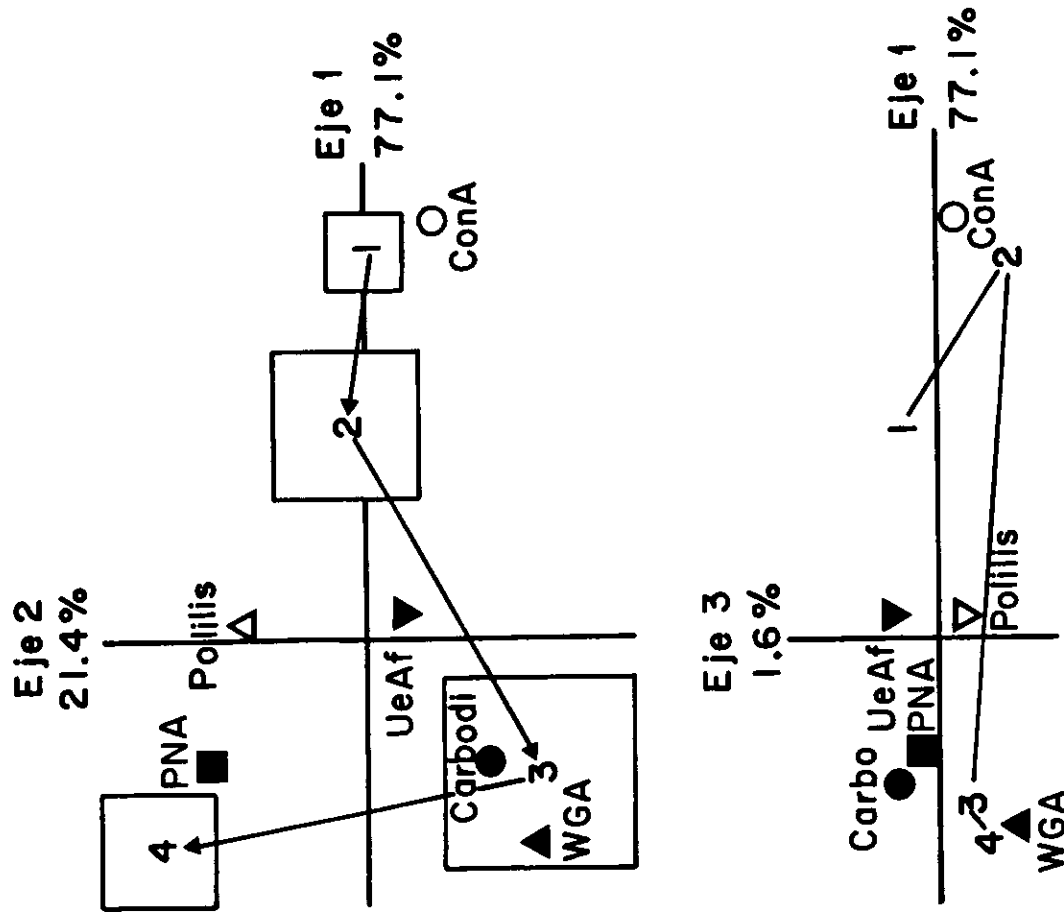 Eje 2
21.4%
Polilis
PNA
4
Eje 1
77.1%
1
ConA
2
UeAf
Carbodi
3
WGA
Eje 3
1.6%
Eje 1
77.1%
ConA
2
1
UeAf
PNA
Carbo
Polilis
3
4
WGA